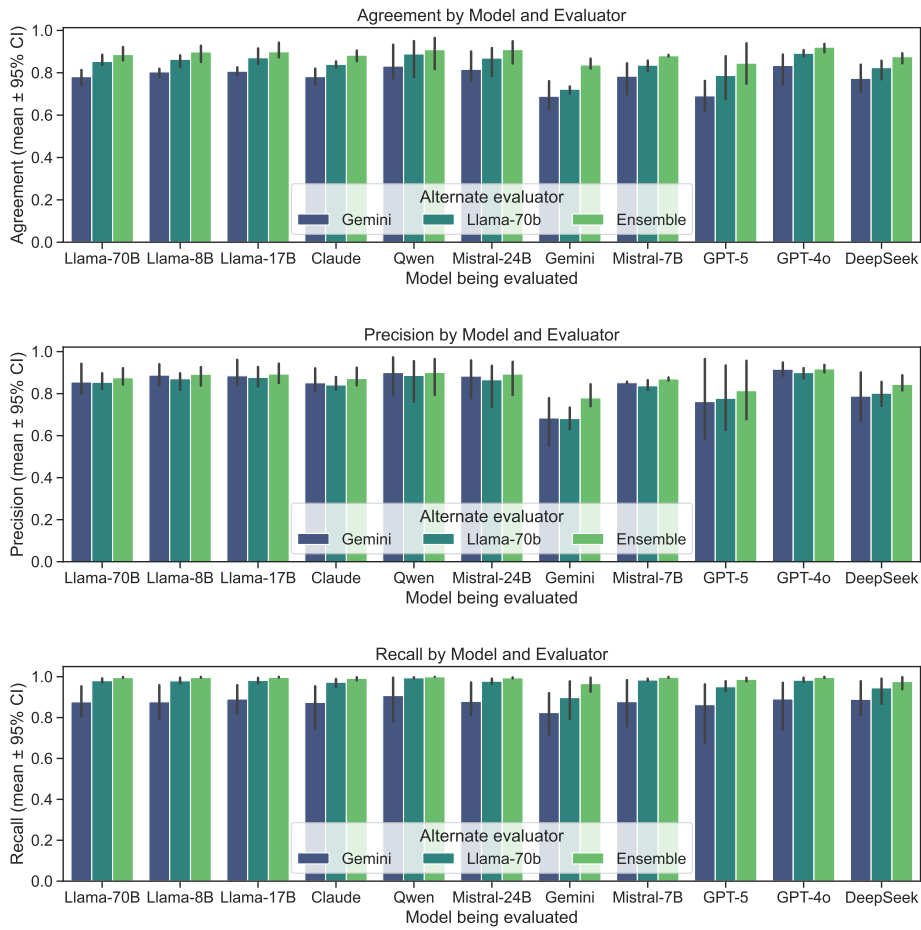 Agreement by Model and Evaluator
Agreement (mean ± 95% CI)
1.0
0.8
0.6
0.4
0.2
0.0
Alternate evaluator
Gemini Llama-70b Ensemble
Llama-70B Llama-8B Llama-17B Claude Qwen Mistral-24B Gemini Mistral-7B GPT-5 GPT-4o DeepSeek
Model being evaluated
Precision by Model and Evaluator
Precision (mean ± 95% CI)
1.0
0.8
0.6
0.4
0.2
0.0
Alternate evaluator
Gemini Llama-70b Ensemble
Llama-70B Llama-8B Llama-17B Claude Qwen Mistral-24B Gemini Mistral-7B GPT-5 GPT-4o DeepSeek
Model being evaluated
Recall by Model and Evaluator
Recall (mean ± 95% CI)
1.0
0.8
0.6
0.4
0.2
0.0
Alternate evaluator
Gemini Llama-70b Ensemble
Llama-70B Llama-8B Llama-17B Claude Qwen Mistral-24B Gemini Mistral-7B GPT-5 GPT-4o DeepSeek
Model being evaluated